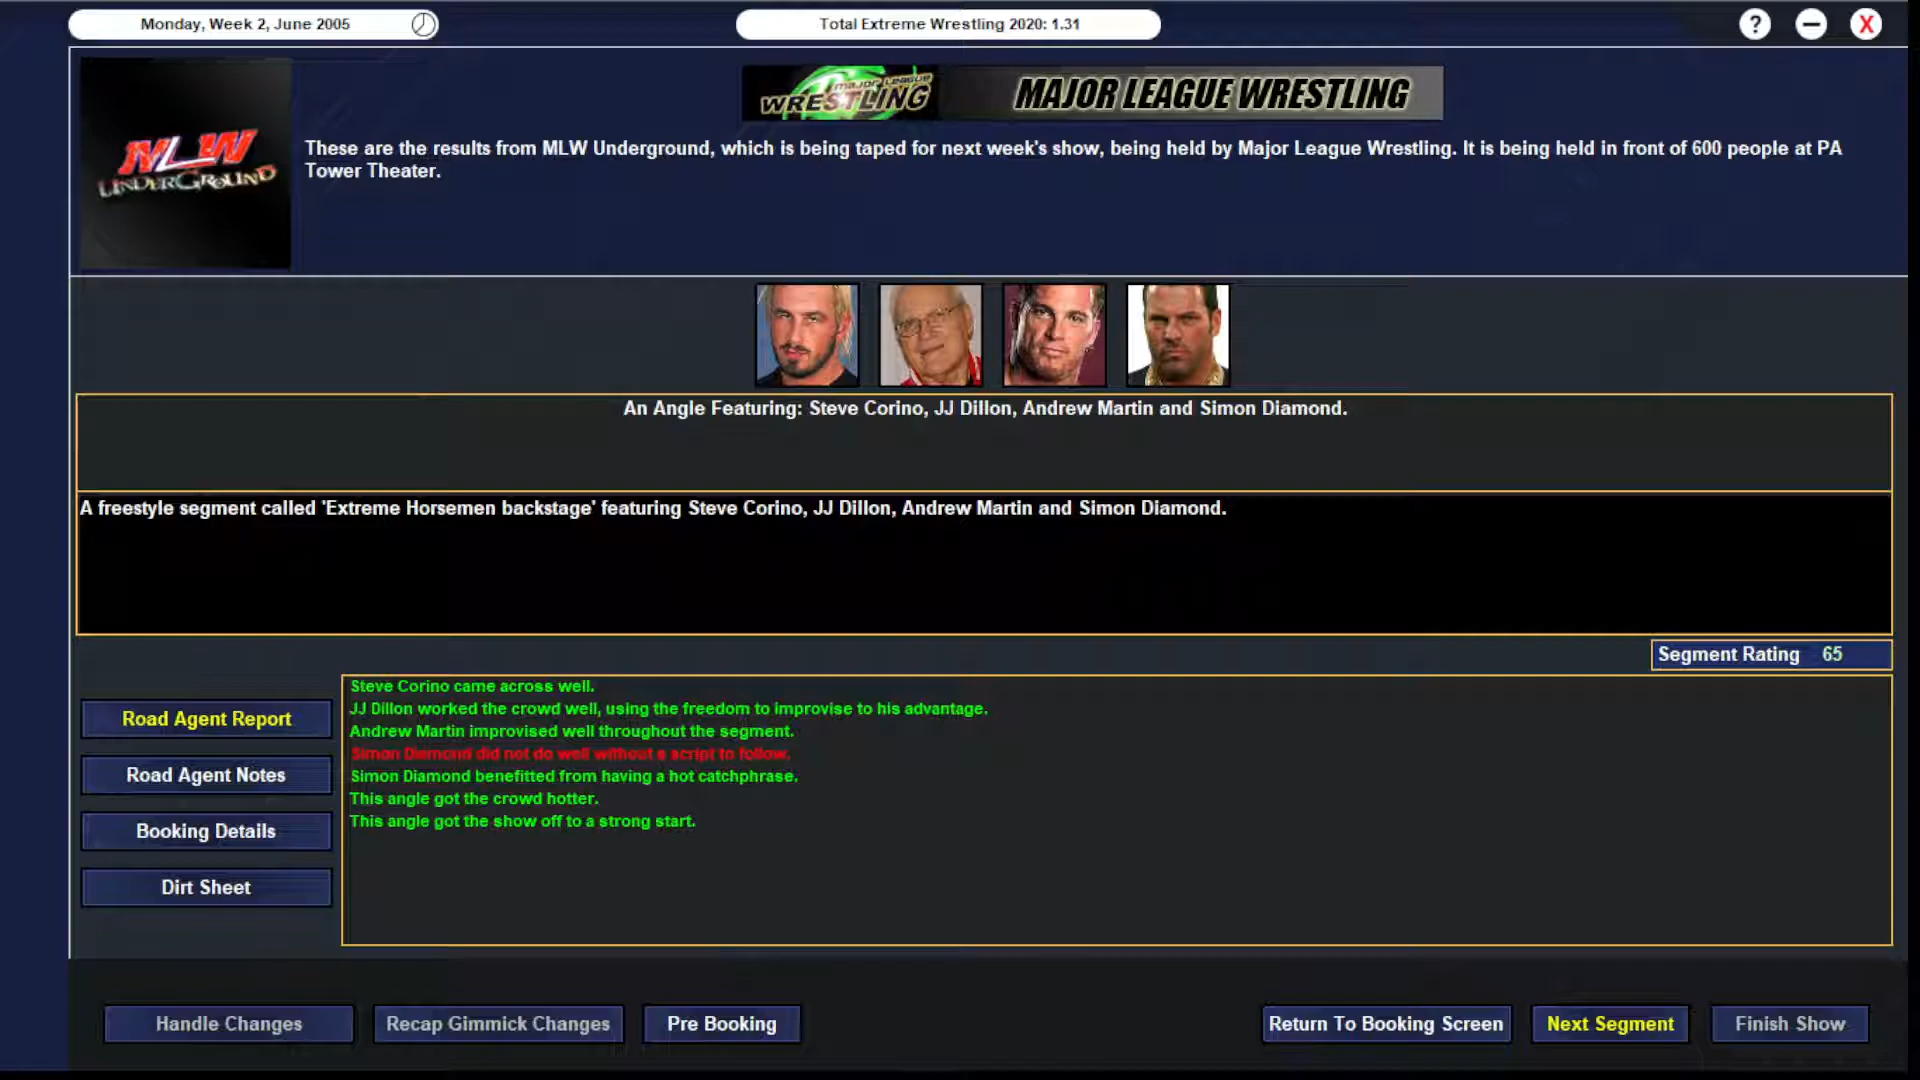 Monday, Week 2, June 2005
Total Extreme Wrestling 2020: 1.31
?
X
MLW
UNDERGROUND
major LEAGUE
WRESTLING
MAJOR LEAGUE WRESTLING
These are the results from MLW Underground, which is being taped for next week's show, being held by Major League Wrestling. It is being held in front of 600 people at PA
Tower Theater.
An Angle Featuring: Steve Corino, JJ Dillon, Andrew Martin and Simon Diamond.
A freestyle segment called 'Extreme Horsemen backstage' featuring Steve Corino, JJ Dillon, Andrew Martin and Simon Diamond.
Segment Rating 65
Road Agent Report
Road Agent Notes
Booking Details
Dirt Sheet
Steve Corino came across well.
JJ Dillon worked the crowd well, using the freedom to improvise to his advantage.
Andrew Martin improvised well throughout the segment.
Simon Diamond did not do well without a script to follow.
Simon Diamond benefitted from having a hot catchphrase.
This angle got the crowd hotter.
This angle got the show off to a strong start.
Handle Changes
Recap Gimmick Changes
Pre Booking
Return To Booking Screen
Next Segment
Finish Show